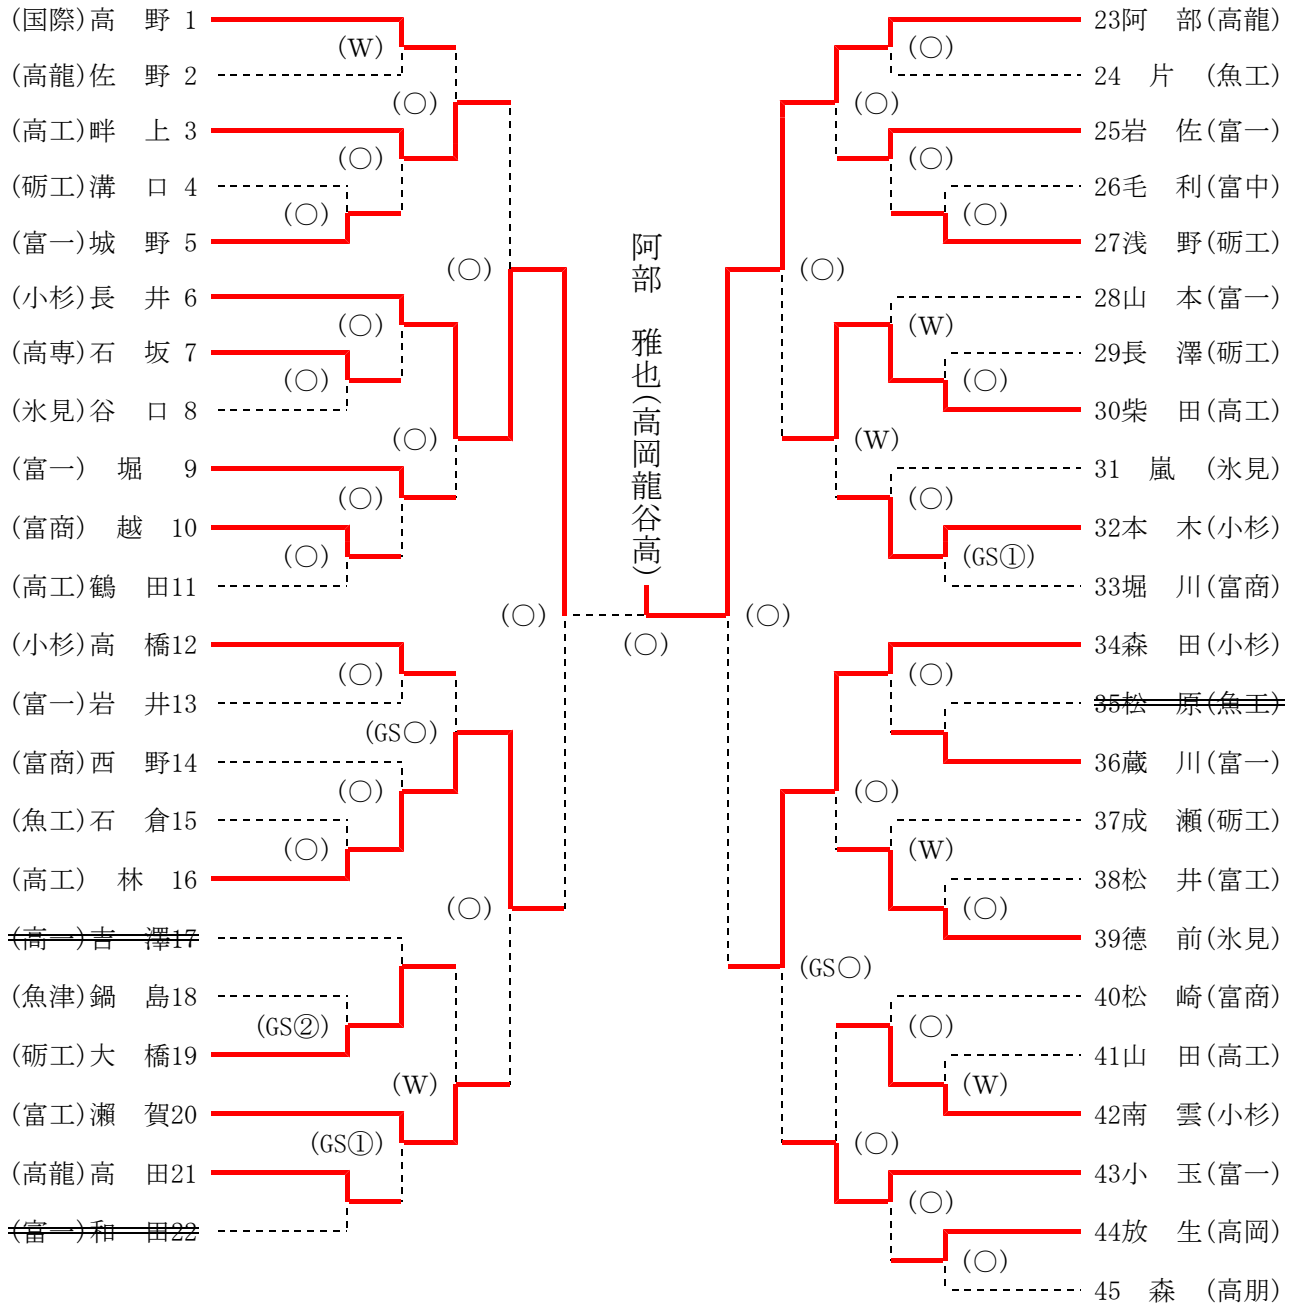 (国際)高　野 1
(W)
(高龍)佐　野 2
(〇)
(高工)畔　上 3
(〇)
(砺工)溝　口 4
(〇)
(富一)城　野 5
(〇)
(小杉)長　井 6
(〇)
(高専)石　坂 7
(〇)
(氷見)谷　口 8
(〇)
(富一)　堀　 9
(〇)
(富商)　越　10
(〇)
(高工)鶴　田11
(〇)
(小杉)高　橋12
(〇)
(富一)岩　井13
(GS〇)
(富商)西　野14
(〇)
(魚工)石　倉15
(〇)
(高工)　林　16
(〇)
(高一)吉　澤17
(魚津)鍋　島18
(GS②)
(砺工)大　橋19
(W)
(富工)瀬　賀20
(GS①)
(高龍)高　田21
(富一)和　田22
阿部　雅也(高岡龍谷高)
(〇)
23阿　部(高龍)
(〇)
24　片　(魚工)
(〇)
25岩　佐(富一)
(〇)
26毛　利(富中)
(〇)
27浅　野(砺工)
(〇)
28山　本(富一)
(W)
29長　澤(砺工)
(〇)
30柴　田(高工)
(W)
31　嵐　(氷見)
(〇)
32本　木(小杉)
(GS①)
33堀　川(富商)
(〇)
34森　田(小杉)
(〇)
35松　原(魚工)
36蔵　川(富一)
(〇)
37成　瀬(砺工)
(W)
38松　井(富工)
(〇)
39德　前(氷見)
(GS〇)
40松　崎(富商)
(〇)
41山　田(高工)
(W)
42南　雲(小杉)
(〇)
43小　玉(富一)
(〇)
44放　生(高岡)
(〇)
45　森　(高朋)